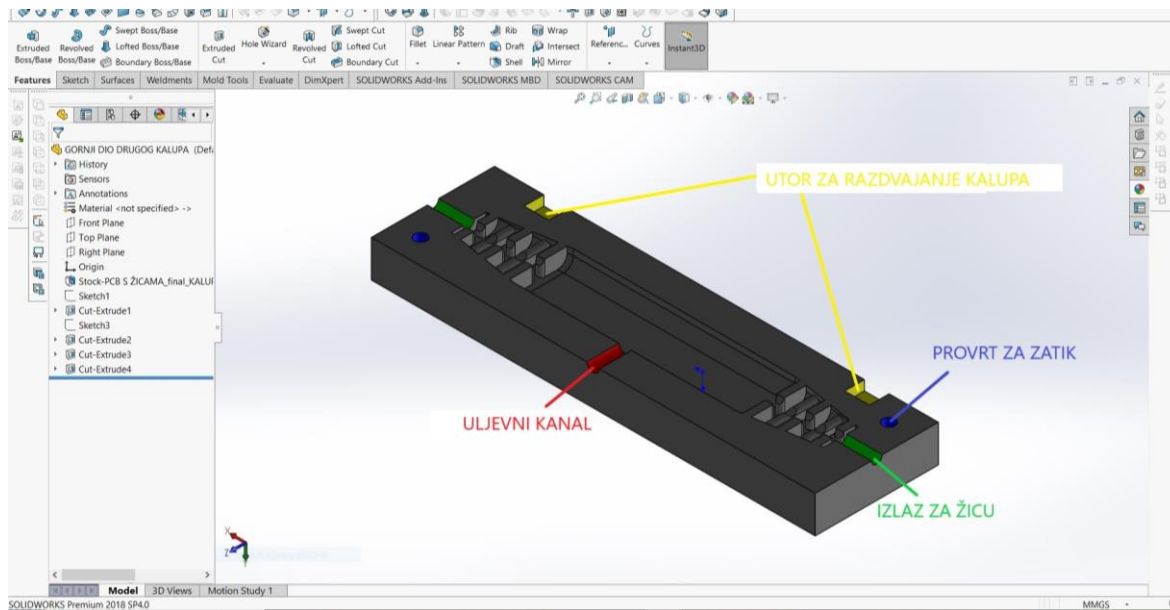 Extruded Boss/Base
Revolved Boss/Base
Swept Boss/Base
Lofted Boss/Base
Boundary Boss/Base
Extruded Cut
Hole Wizard
Revolved Cut
Swept Cut
Lofted Cut
Boundary Cut
Fillet
Linear Pattern
Rib
Draft
Shell
Wrap
Intersect
Mirror
Referenc...
Curves
Instant3D
Features
Sketch
Surfaces
Weldments
Mold Tools
Evaluate
DimXpert
SOLIDWORKS Add-Ins
SOLIDWORKS MBD
SOLIDWORKS CAM
GORNJI DIO DRUGOG KALUPA (Defa
History
Sensors
Annotations
Material <not specified> ->
Front Plane
Top Plane
Right Plane
Origin
Stock-PCB S ŽICAMA_final_KALUF
Sketch1
Cut-Extrude1
Sketch3
Cut-Extrude2
Cut-Extrude3
Cut-Extrude4
UTOR ZA RAZDVAJANJE KALUPA
PROVRT ZA ZATIK
ULJEVNI KANAL
IZLAZ ZA ŽICU
X
Z
Model
3D Views
Motion Study 1
SOLIDWORKS Premium 2018 SP4.0
MMGS